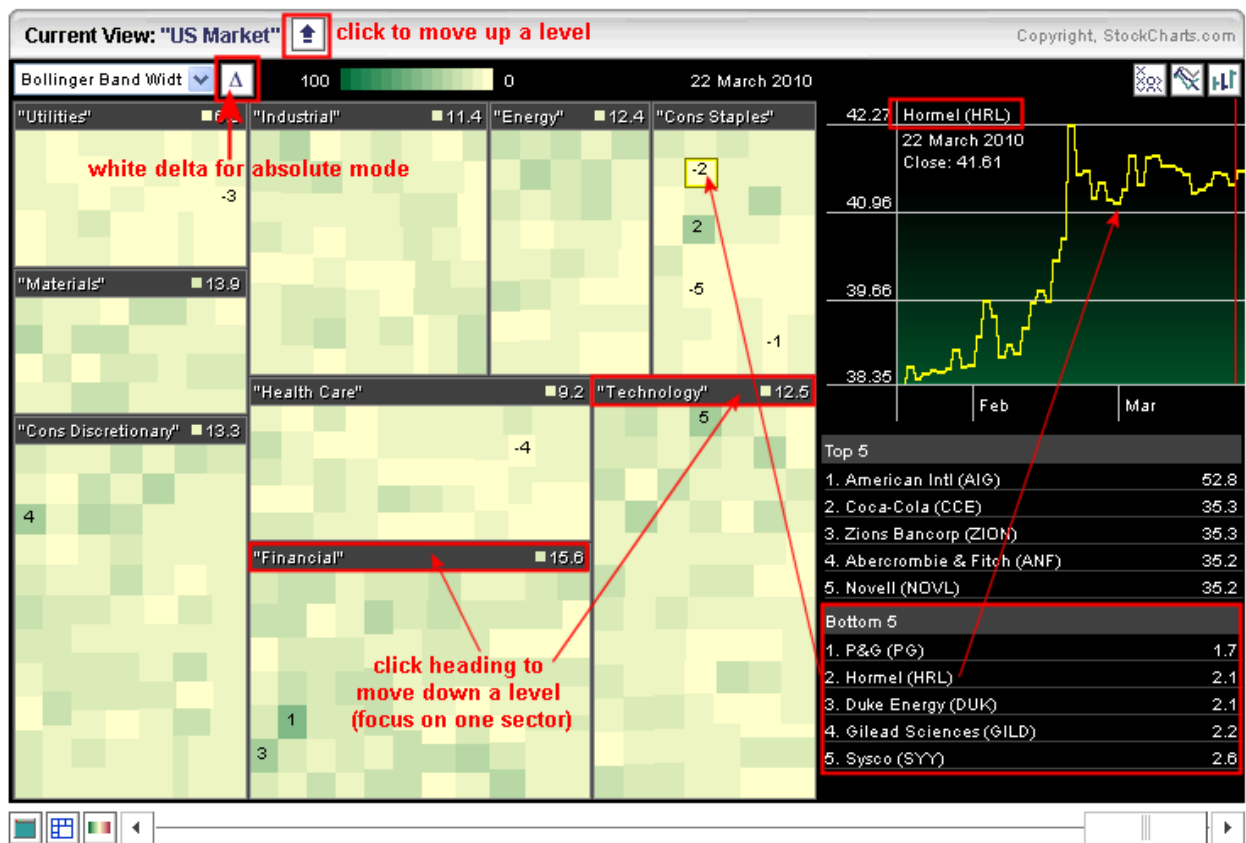 Current View: "US Market"
click to move up a level
Copyright, StockCharts.com
Bollinger Band Widt
Δ
100
0
22 March 2010
"Utilities"
"Industrial" 11.4
"Energy" 12.4
"Cons Staples"
white delta for absolute mode
-3
-2
2
-5
-1
"Materials" 13.9
"Health Care" 9.2
-4
"Technology" 12.5
5
"Cons Discretionary" 13.3
4
"Financial" 15.6
click heading to
move down a level
(focus on one sector)
1
3
42.27
Hormel (HRL)
22 March 2010
Close: 41.61
40.96
39.66
38.35
Feb
Mar
Top 5
1. American Intl (AIG) 52.8
2. Coca-Cola (CCE) 35.3
3. Zions Bancorp (ZION) 35.3
4. Abercrombie & Fitch (ANF) 35.2
5. Novell (NOVL) 35.2
Bottom 5
1. P&G (PG) 1.7
2. Hormel (HRL) 2.1
3. Duke Energy (DUK) 2.1
4. Gilead Sciences (GILD) 2.2
5. Sysco (SYY) 2.6